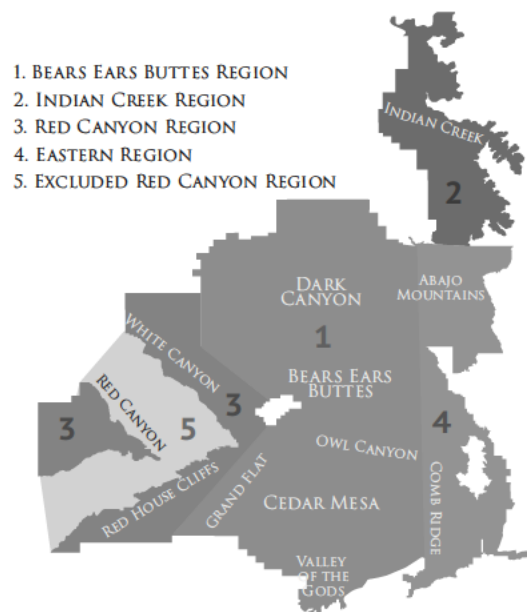 1. Bears Ears Buttes Region
2. Indian Creek Region
3. Red Canyon Region
4. Eastern Region
5. Excluded Red Canyon Region
Indian Creek
2
Dark
Canyon
Abajo
Mountains
1
White Canyon
Bears Ears
Buttes
Red Canyon
3
5
3
4
Owl Canyon
Red House Cliffs
Grand Flat
Cedar Mesa
Comb Ridge
Valley
of the
Gods